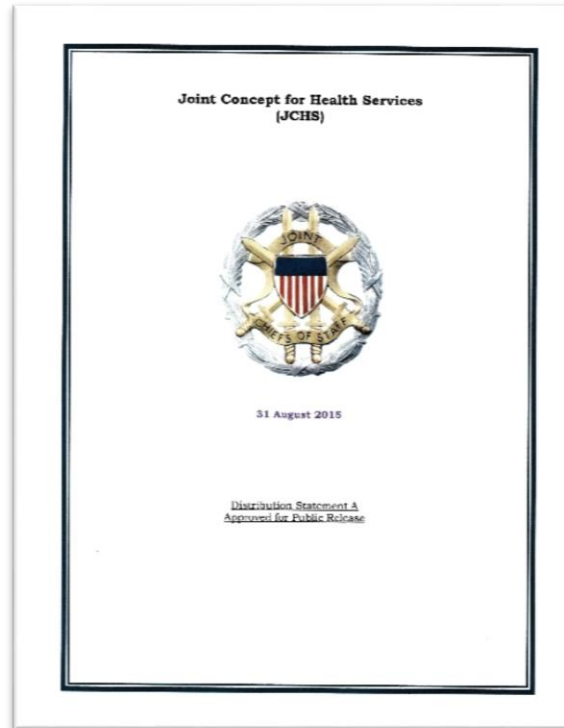 Joint Concept for Health Services
(JCHS)
JOINT
CHIEFS OF STAFF
31 August 2015
Distribution Statement A
Approved for Public Release